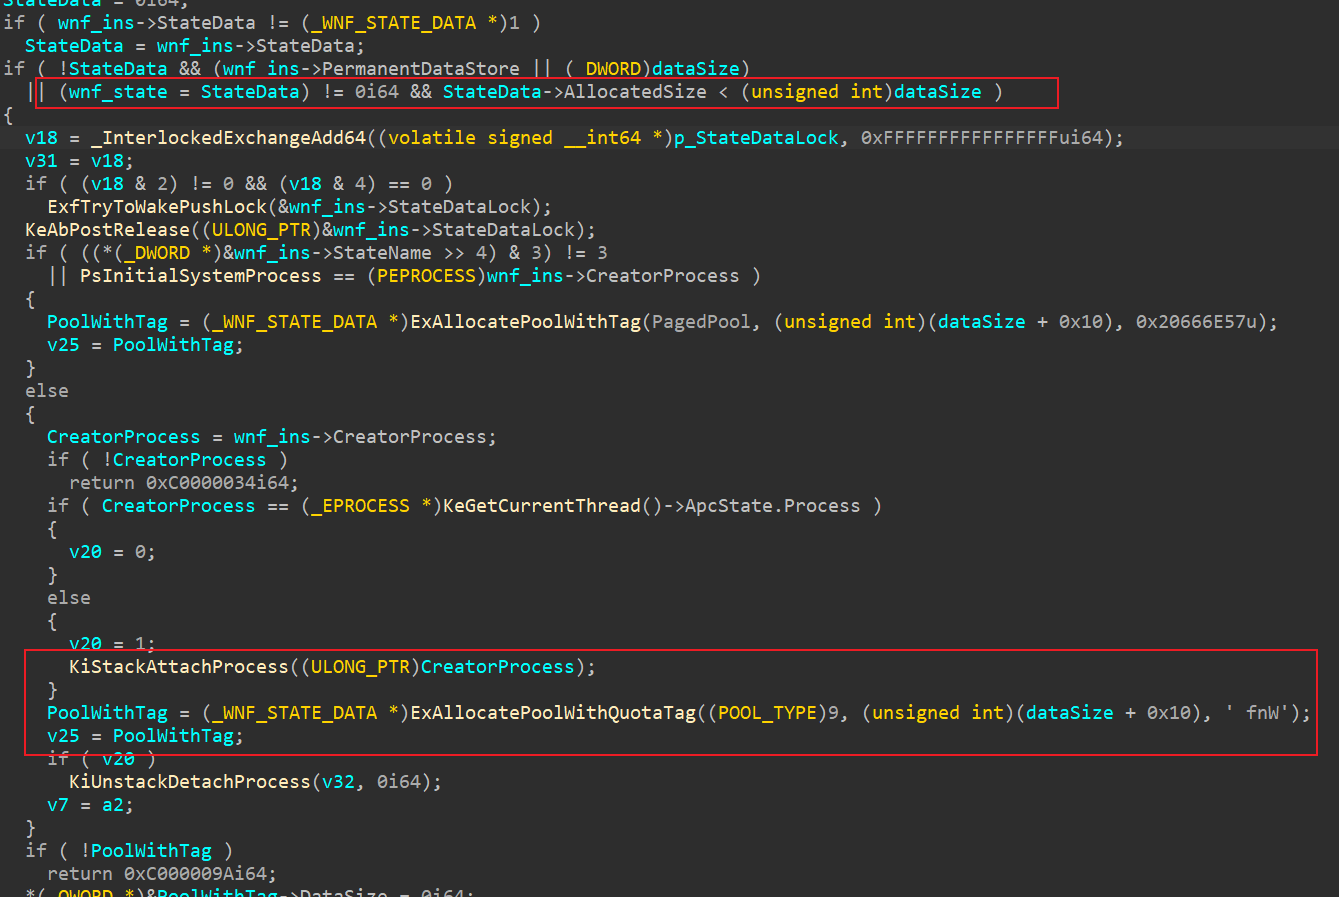 StateData = 0i64;
if ( wnf_ins->StateData != (_WNF_STATE_DATA *)1 )
StateData = wnf_ins->StateData;
if ( !StateData && (wnf_ins->PermanentDataStore || (_DWORD)dataSize)
|| (wnf_state = StateData) != 0i64 && StateData->AllocatedSize < (unsigned int)dataSize )
{
v18 = _InterlockedExchangeAdd64((volatile signed __int64 *)p_StateDataLock, 0xFFFFFFFFFFFFFFFFui64);
v31 = v18;
if ( (v18 & 2) != 0 && (v18 & 4) == 0 )
ExfTryToWakePushLock(&wnf_ins->StateDataLock);
KeAbPostRelease((ULONG_PTR)&wnf_ins->StateDataLock);
if ( ((*(_DWORD *)&wnf_ins->StateName >> 4) & 3) != 3
|| PsInitialSystemProcess == (PEPROCESS)wnf_ins->CreatorProcess )
{
PoolWithTag = (_WNF_STATE_DATA *)ExAllocatePoolWithTag(PagedPool, (unsigned int)(dataSize + 0x10), 0x20666E57u);
v25 = PoolWithTag;
}
else
{
CreatorProcess = wnf_ins->CreatorProcess;
if ( !CreatorProcess )
return 0xC0000034i64;
if ( CreatorProcess == (_EPROCESS *)KeGetCurrentThread()->ApcState.Process )
{
v20 = 0;
}
else
{
v20 = 1;
KiStackAttachProcess((ULONG_PTR)CreatorProcess);
}
PoolWithTag = (_WNF_STATE_DATA *)ExAllocatePoolWithQuotaTag((POOL_TYPE)9, (unsigned int)(dataSize + 0x10), ' fnW');
v25 = PoolWithTag;
if ( v20 )
KiUnstackDetachProcess(v32, 0i64);
v7 = a2;
}
if ( !PoolWithTag )
return 0xC000009Ai64;
*(_QWORD *)&PoolWithTag->DataSize = 0i64;